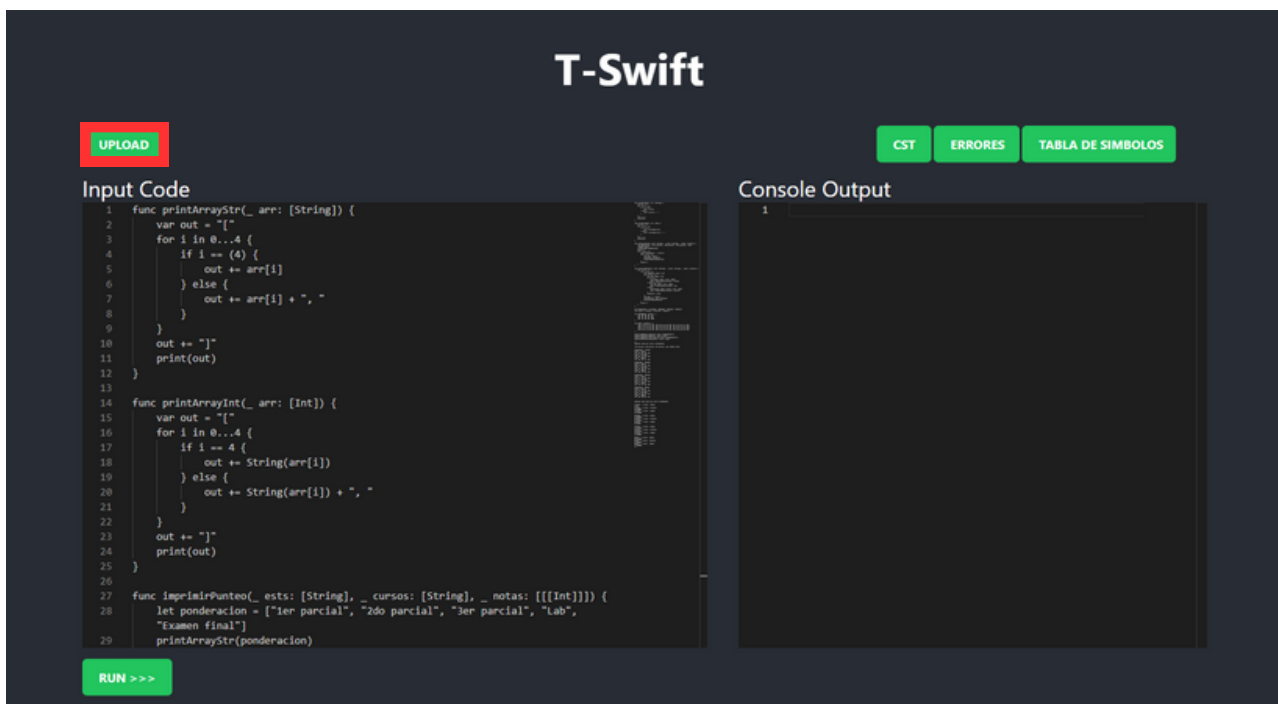 T-Swift
UPLOAD
CST
ERRORES
TABLA DE SIMBOLOS
Input Code
1 func printArrayStr(_ arr: [String]) {
2 var out = "["
3 for i in 0...4 {
4 if i == (4) {
5 out += arr[i]
6 } else {
7 out += arr[i] + ", "
8 }
9 }
10 out += "]"
11 print(out)
12 }
13
14 func printArrayInt(_ arr: [Int]) {
15 var out = "["
16 for i in 0...4 {
17 if i == 4 {
18 out += String(arr[i])
19 } else {
20 out += String(arr[i]) + ", "
21 }
22 }
23 out += "]"
24 print(out)
25 }
26
27 func imprimirPunteo(_ ests: [String], _ cursos: [String], _ notas: [[[Int]]]) {
28 let ponderacion = ["1er parcial", "2do parcial", "3er parcial", "Lab",
"Examen final"]
29 printArrayStr(ponderacion)
Console Output
1
RUN >>>